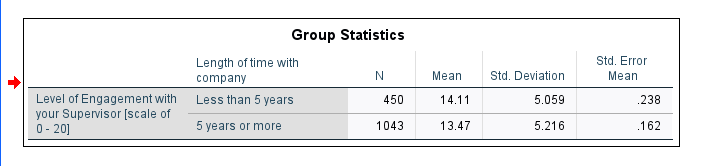 Group Statistics
Length of time with company N Mean Std. Deviation Std. Error Mean
Level of Engagement with your Supervisor [scale of 0 - 20] Less than 5 years 450 14.11 5.059 .238
5 years or more 1043 13.47 5.216 .162